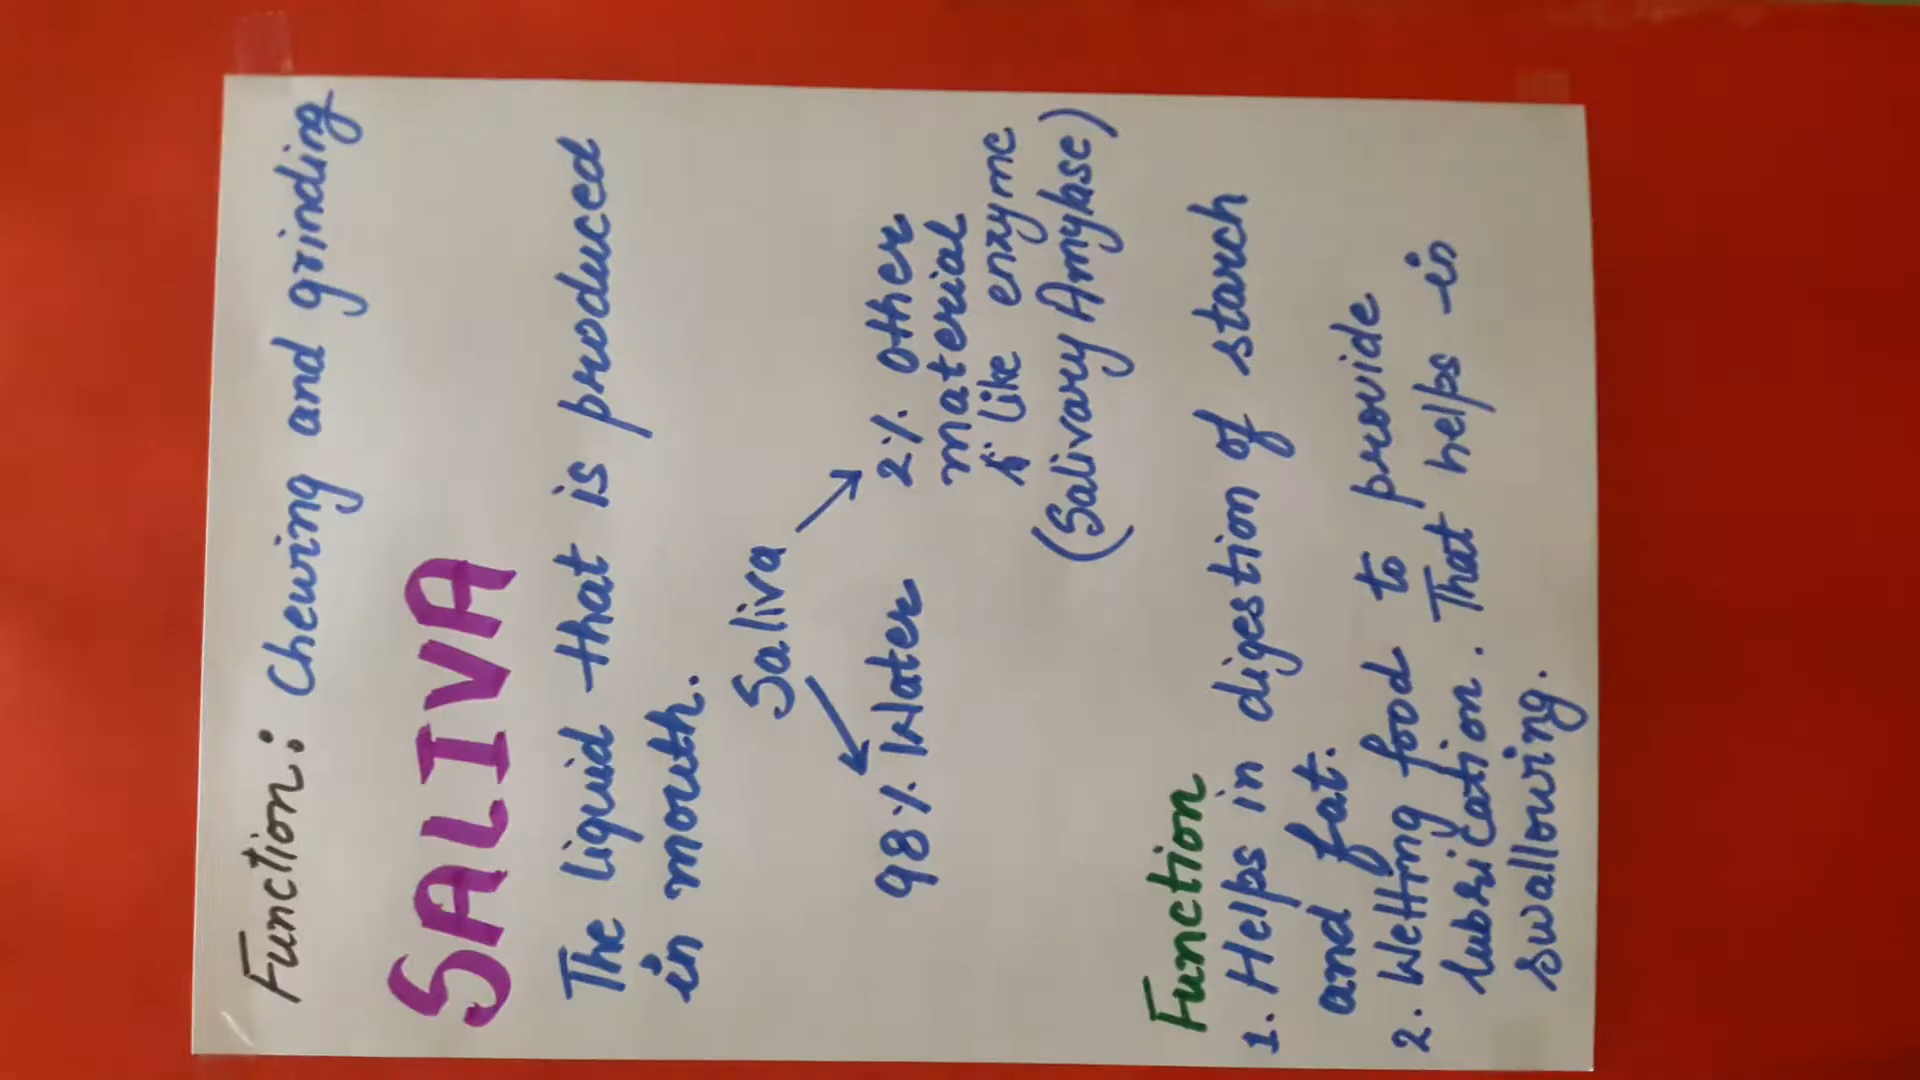 Function: Chewing and grinding
SALIVA
The liquid that is produced
in mouth.
Saliva
98% Water
2% other
material
like enzyme
(Salivary Amylase)
Function
1. Helps in digestion of starch
and fat.
2. Wetting food to provide
lubrication. That helps in
swallowing.